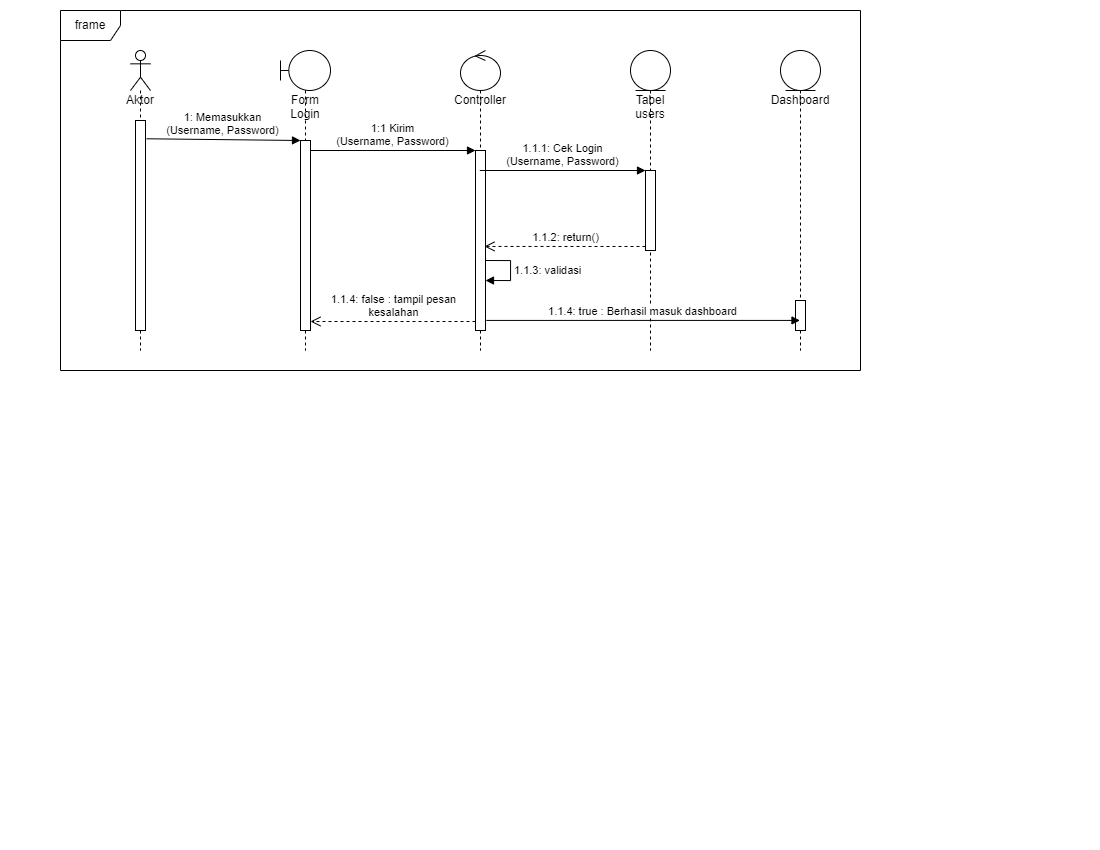 frame
Aktor
Form
Login
Controller
Tabel
users
Dashboard
1: Memasukkan
(Username, Password)
1:1 Kirim
(Username, Password)
1.1.1: Cek Login
(Username, Password)
1.1.2: return()
1.1.3: validasi
1.1.4: false : tampil pesan
kesalahan
1.1.4: true : Berhasil masuk dashboard